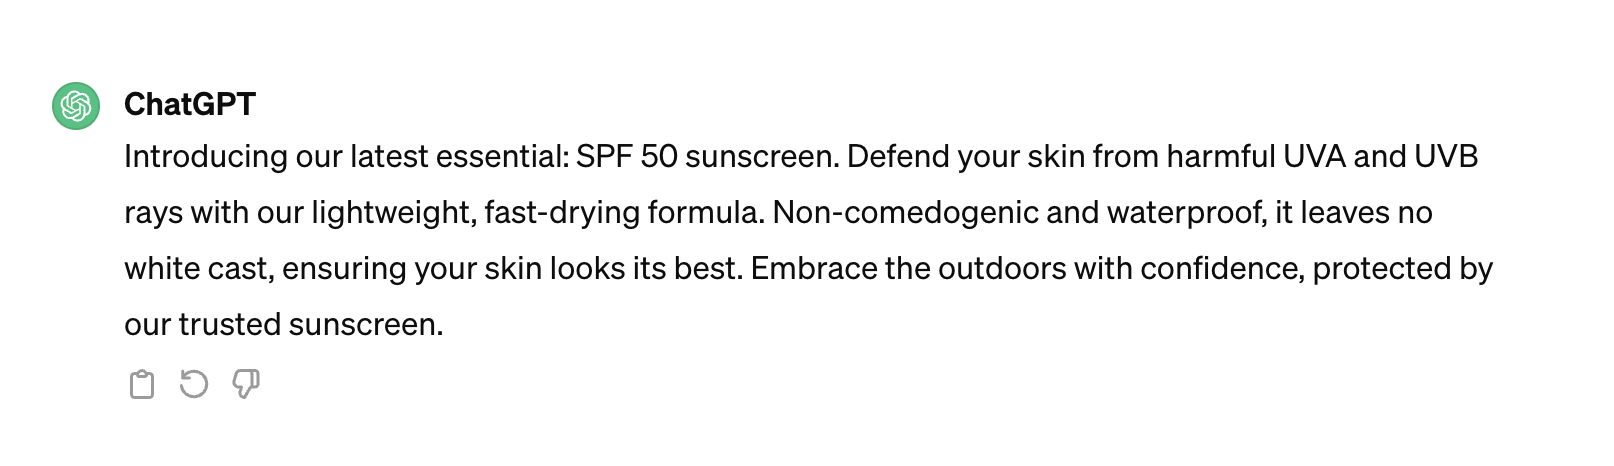 ChatGPT
Introducing our latest essential: SPF 50 sunscreen. Defend your skin from harmful UVA and UVB
rays with our lightweight, fast-drying formula. Non-comedogenic and waterproof, it leaves no
white cast, ensuring your skin looks its best. Embrace the outdoors with confidence, protected by
our trusted sunscreen.